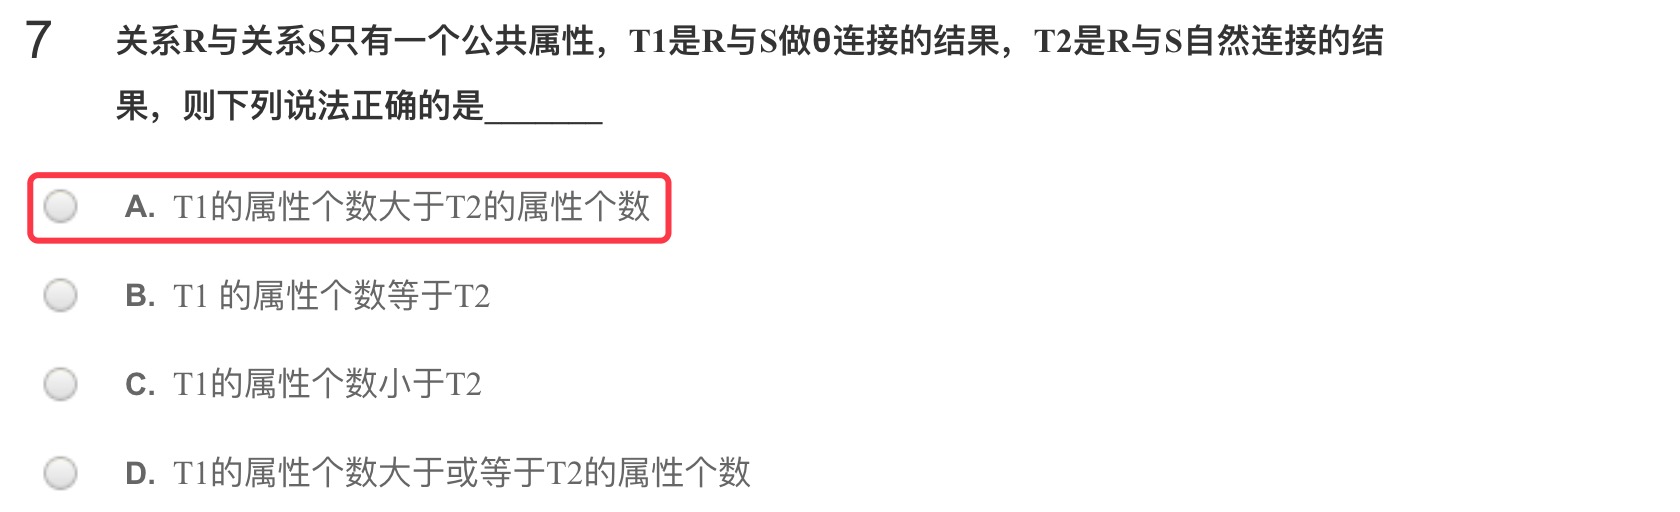 7 关系R与关系S只有一个公共属性，T1是R与S做θ连接的结果，T2是R与S自然连接的结
果，则下列说法正确的是_______
A. T1的属性个数大于T2的属性个数
B. T1 的属性个数等于T2
C. T1的属性个数小于T2
D. T1的属性个数大于或等于T2的属性个数